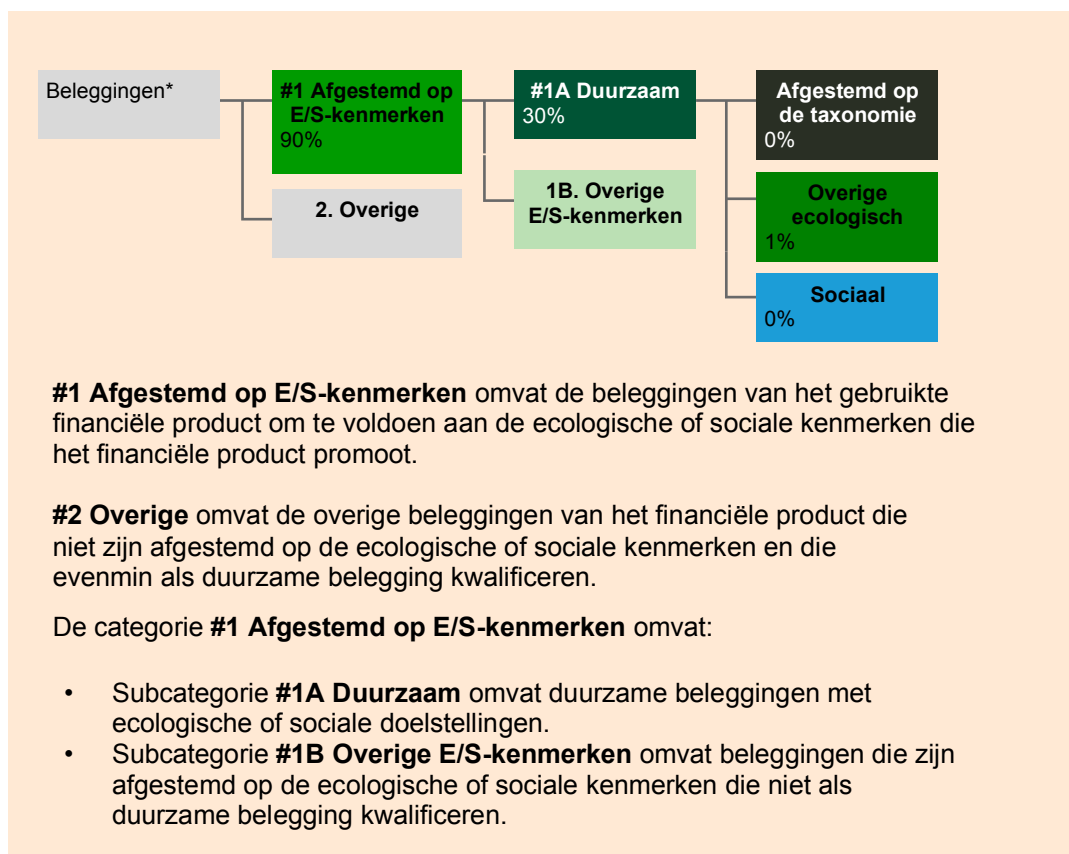 Beleggingen*
#1 Afgestemd op
E/S-kenmerken
90%
2. Overige
#1A Duurzaam
30%
1B. Overige
E/S-kenmerken
Afgestemd op
de taxonomie
0%
Overige
ecologisch
1%
Sociaal
0%
#1 Afgestemd op E/S-kenmerken omvat de beleggingen van het gebruikte
financiële product om te voldoen aan de ecologische of sociale kenmerken die
het financiële product promoot.
#2 Overige omvat de overige beleggingen van het financiële product die
niet zijn afgestemd op de ecologische of sociale kenmerken en die
evenmin als duurzame belegging kwalificeren.
De categorie #1 Afgestemd op E/S-kenmerken omvat:
• Subcategorie #1A Duurzaam omvat duurzame beleggingen met
ecologische of sociale doelstellingen.
• Subcategorie #1B Overige E/S-kenmerken omvat beleggingen die zijn
afgestemd op de ecologische of sociale kenmerken die niet als
duurzame belegging kwalificeren.